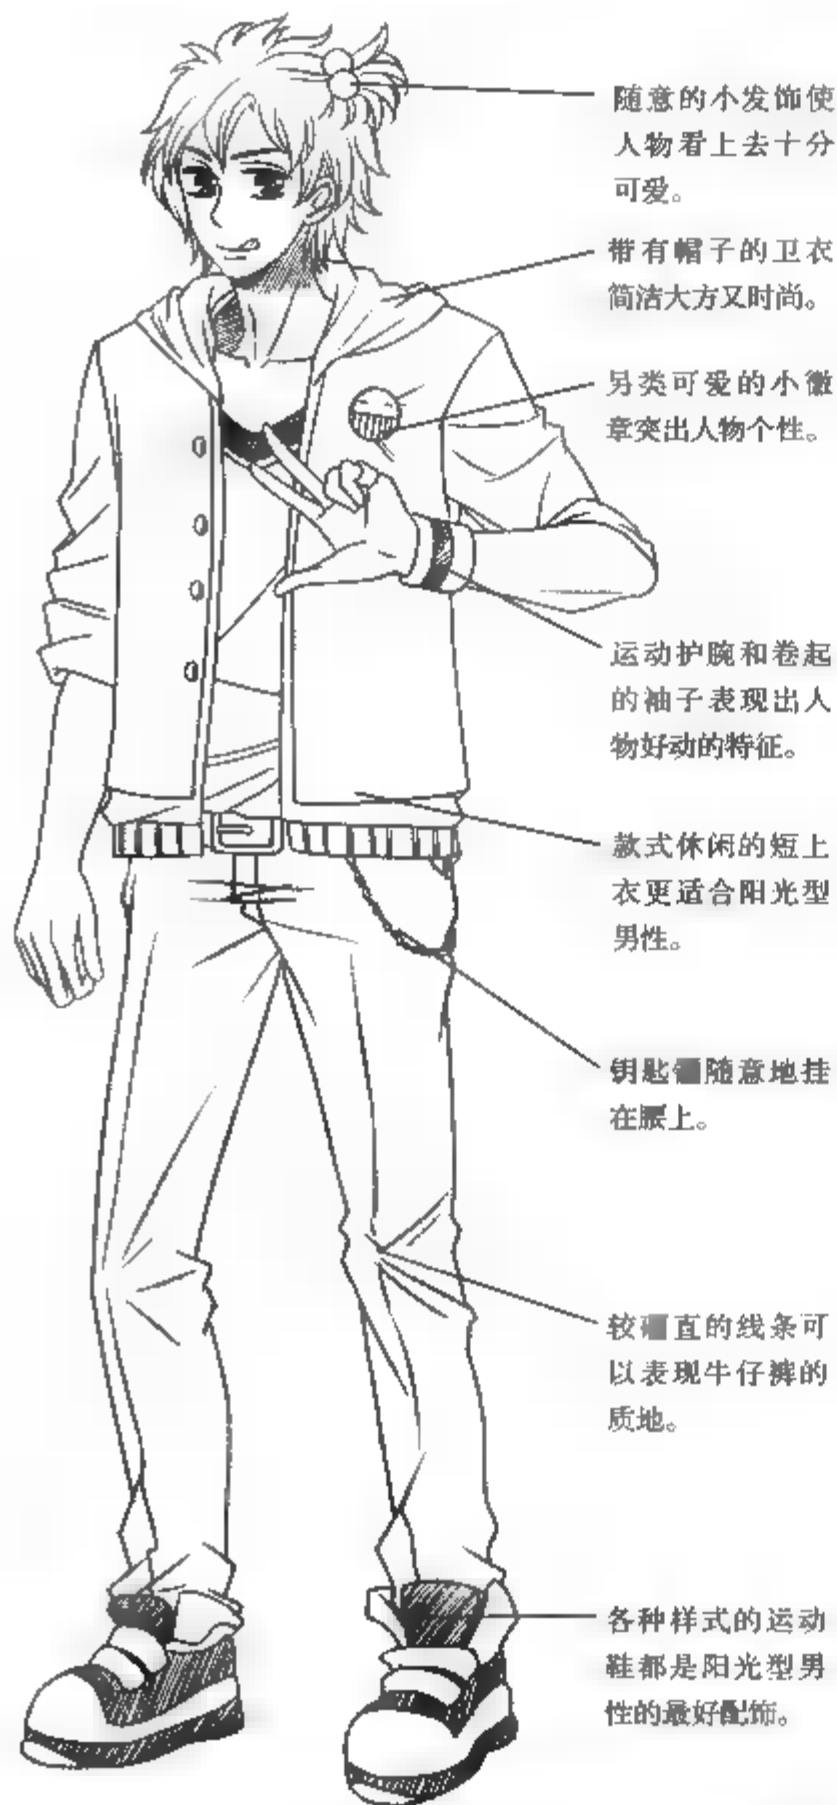 随意的小发饰使
人物看上去十分
可爱。
带有帽子的卫衣
简洁大方又时尚。
另类可爱的小徽
章突出人物个性。
运动护腕和卷起
的袖子表现出人
物好动的特征。
款式休闲的短上
衣更适合阳光型
男性。
钥匙随意地挂
在腰上。
较直的线条可
以表现牛仔裤的
质地。
各种样式的运动
鞋都是阳光型男
性的最好配饰。